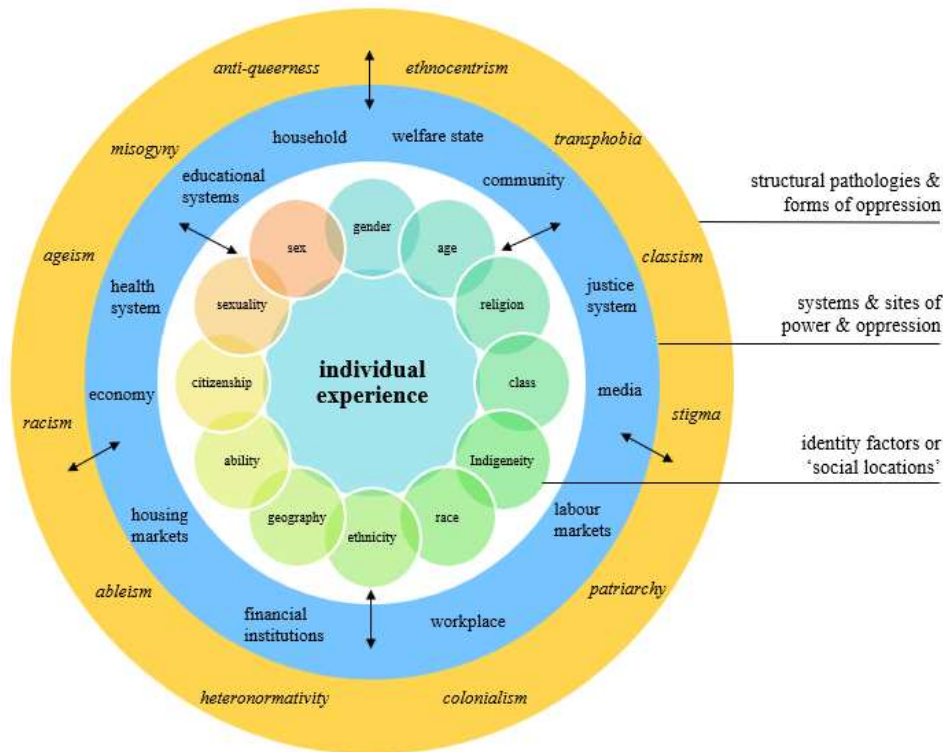 anti-queerness
ethnocentrism
misogyny
transphobia
ageism
classism
racism
stigma
ableism
patriarchy
heteronormativity
colonialism
household
welfare state
educational
systems
community
health
system
justice
system
economy
media
housing
markets
labour
markets
financial
institutions
workplace
gender
sex
age
sexuality
religion
citizenship
class
ability
Indigeneity
geography
race
ethnicity
individual
experience
structural pathologies &
forms of oppression
systems & sites of
power & oppression
identity factors or
‘social locations’